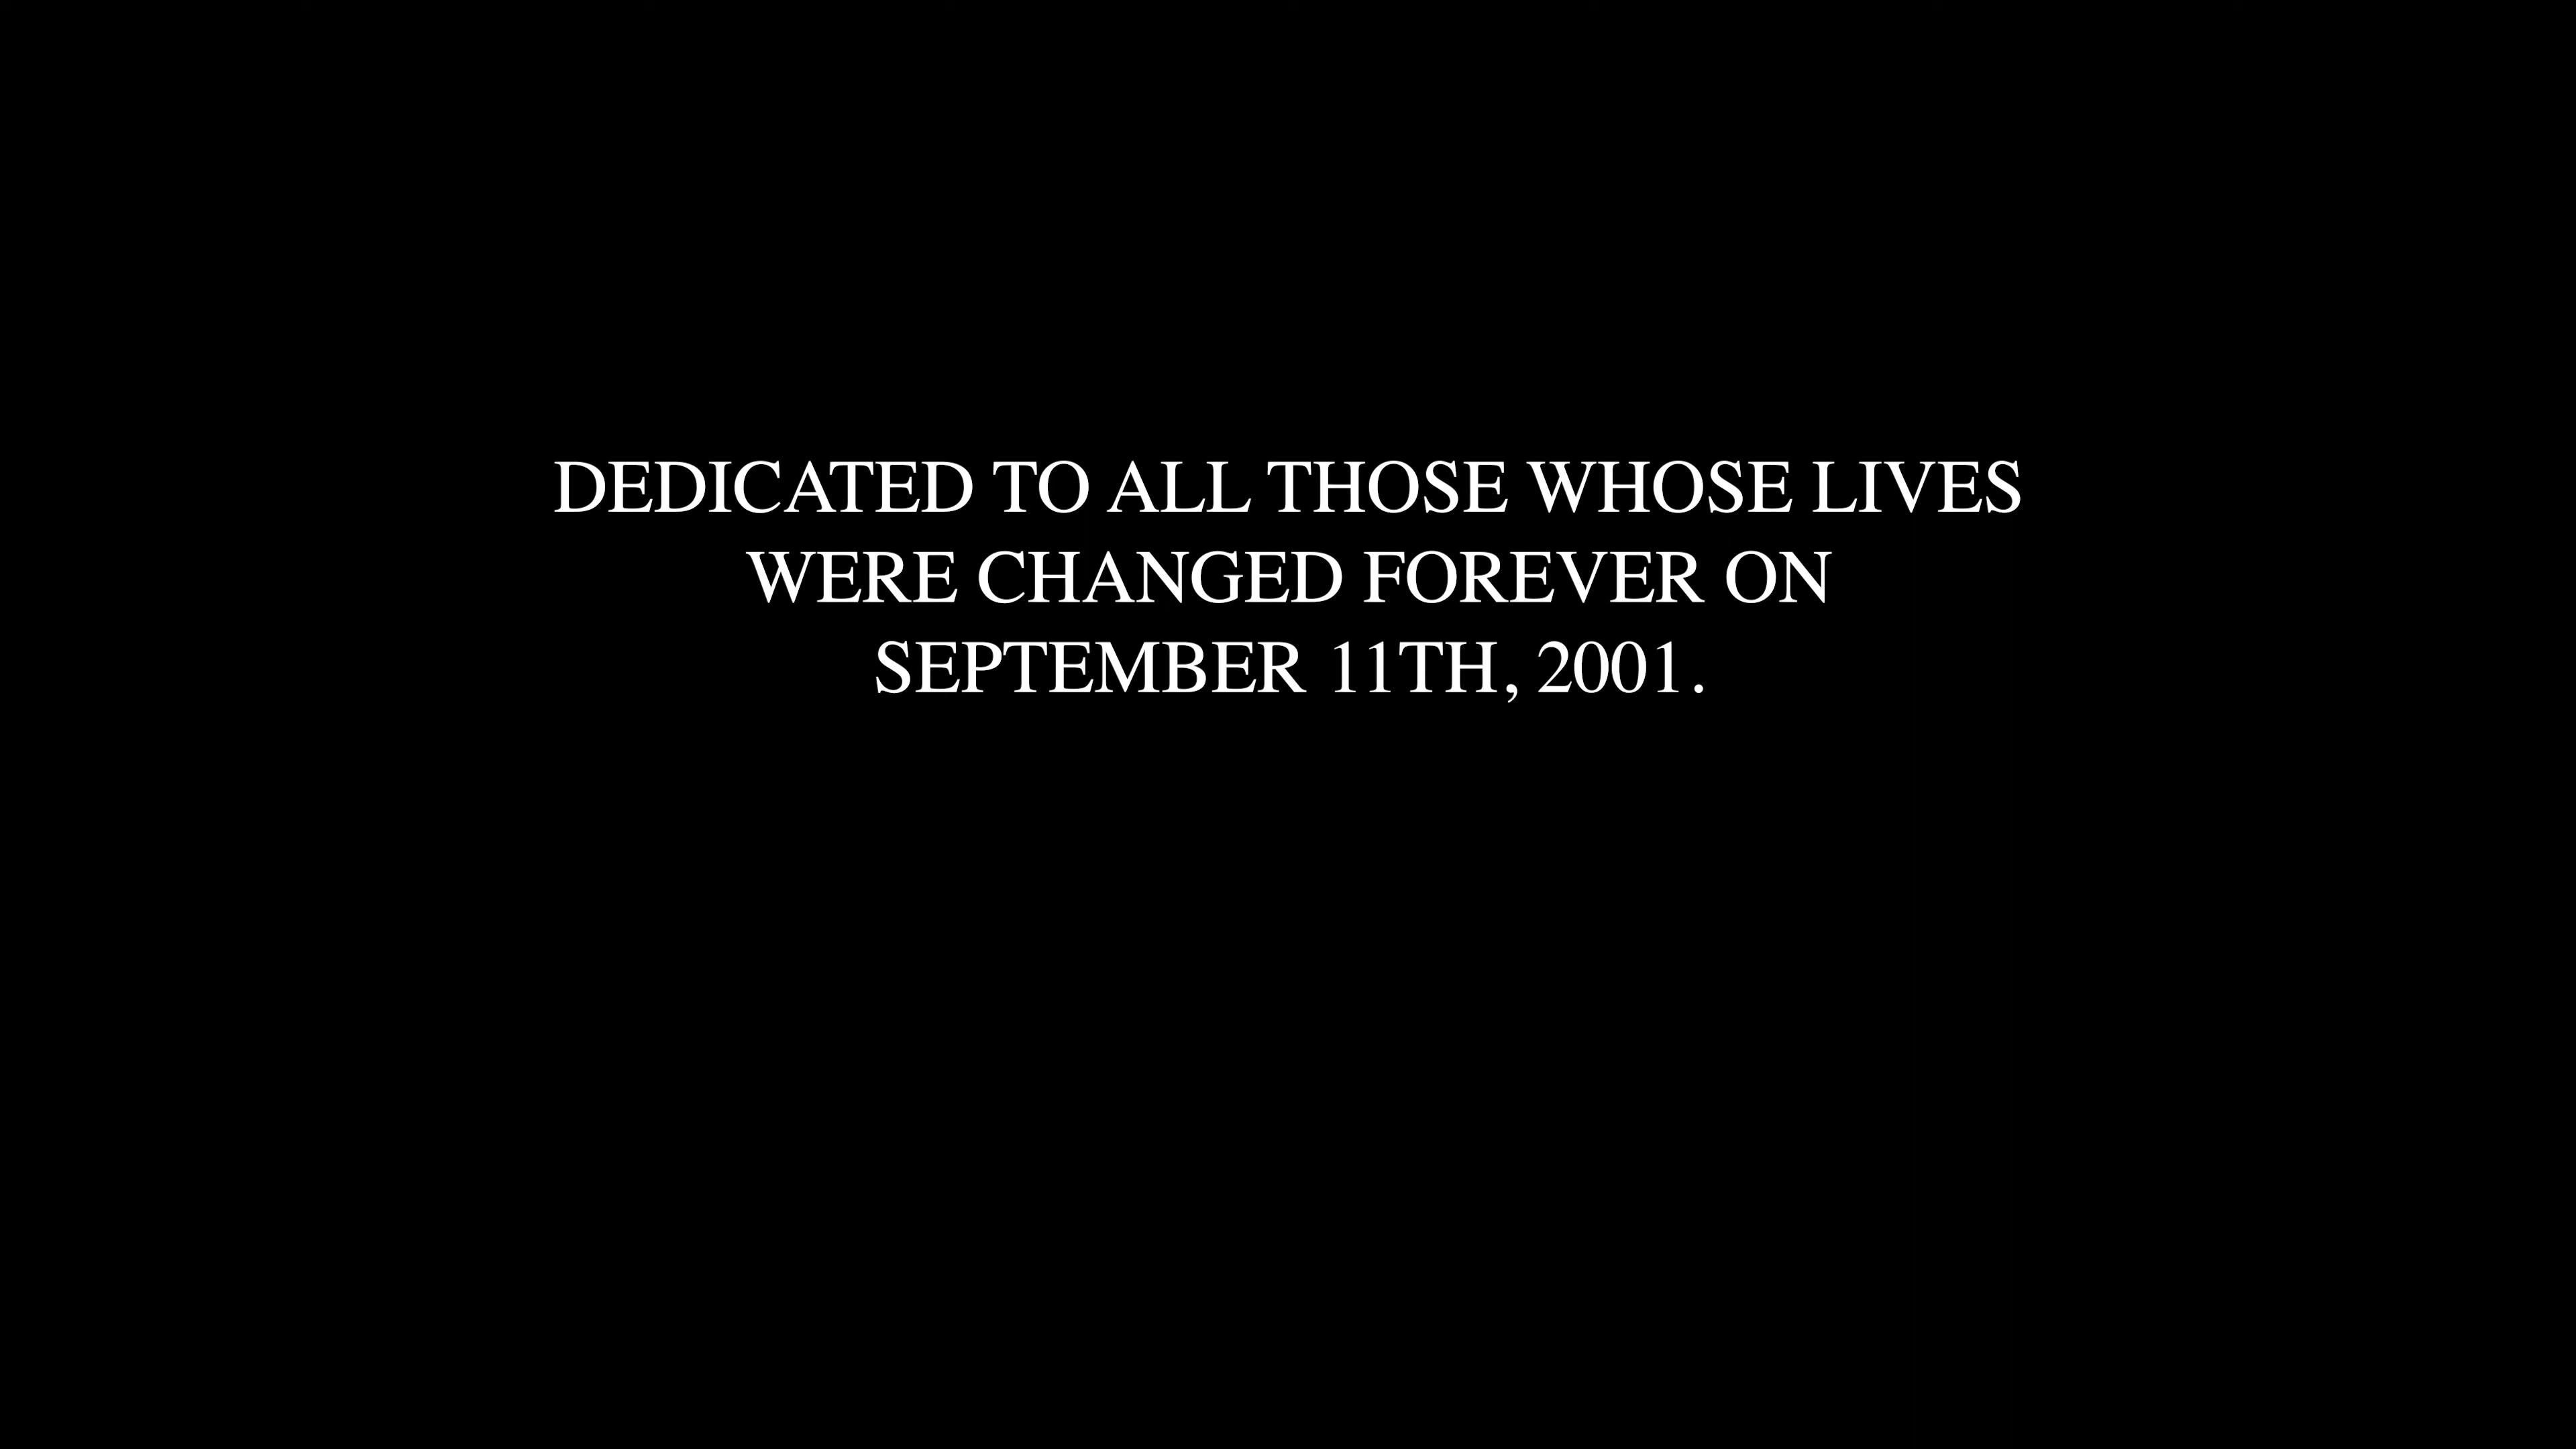 DEDICATED TO ALL THOSE WHOSE LIVES
WERE CHANGED FOREVER ON
SEPTEMBER 11TH, 2001.